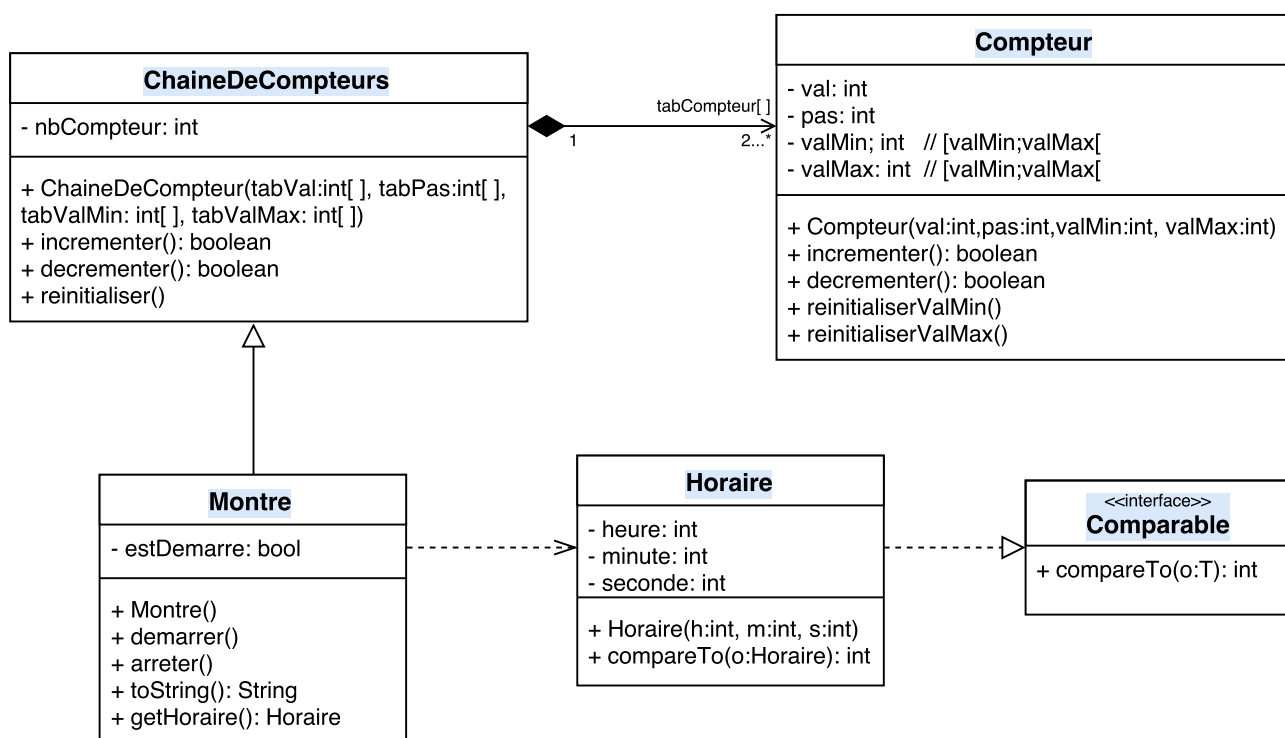 ChaineDeCompteurs
- nbCompteur: int
+ ChaineDeCompteur(tabVal:int[ ], tabPas:int[ ],
tabValMin: int[ ], tabValMax: int[ ])
+ incrementer(): boolean
+ decrementer(): boolean
+ reinitialiser()
1
tabCompteur[ ]
2...*
Compteur
- val: int
- pas: int
- valMin; int // [valMin;valMax[
- valMax: int // [valMin;valMax[
+ Compteur(val:int,pas:int,valMin:int, valMax:int)
+ incrementer(): boolean
+ decrementer(): boolean
+ reinitialiserValMin()
+ reinitialiserValMax()
Montre
- estDemarre: bool
+ Montre()
+ demarrer()
+ arreter()
+ toString(): String
+ getHoraire(): Horaire
Horaire
- heure: int
- minute: int
- seconde: int
+ Horaire(h:int, m:int, s:int)
+ compareTo(o:Horaire): int
<<interface>>
Comparable
+ compareTo(o:T): int